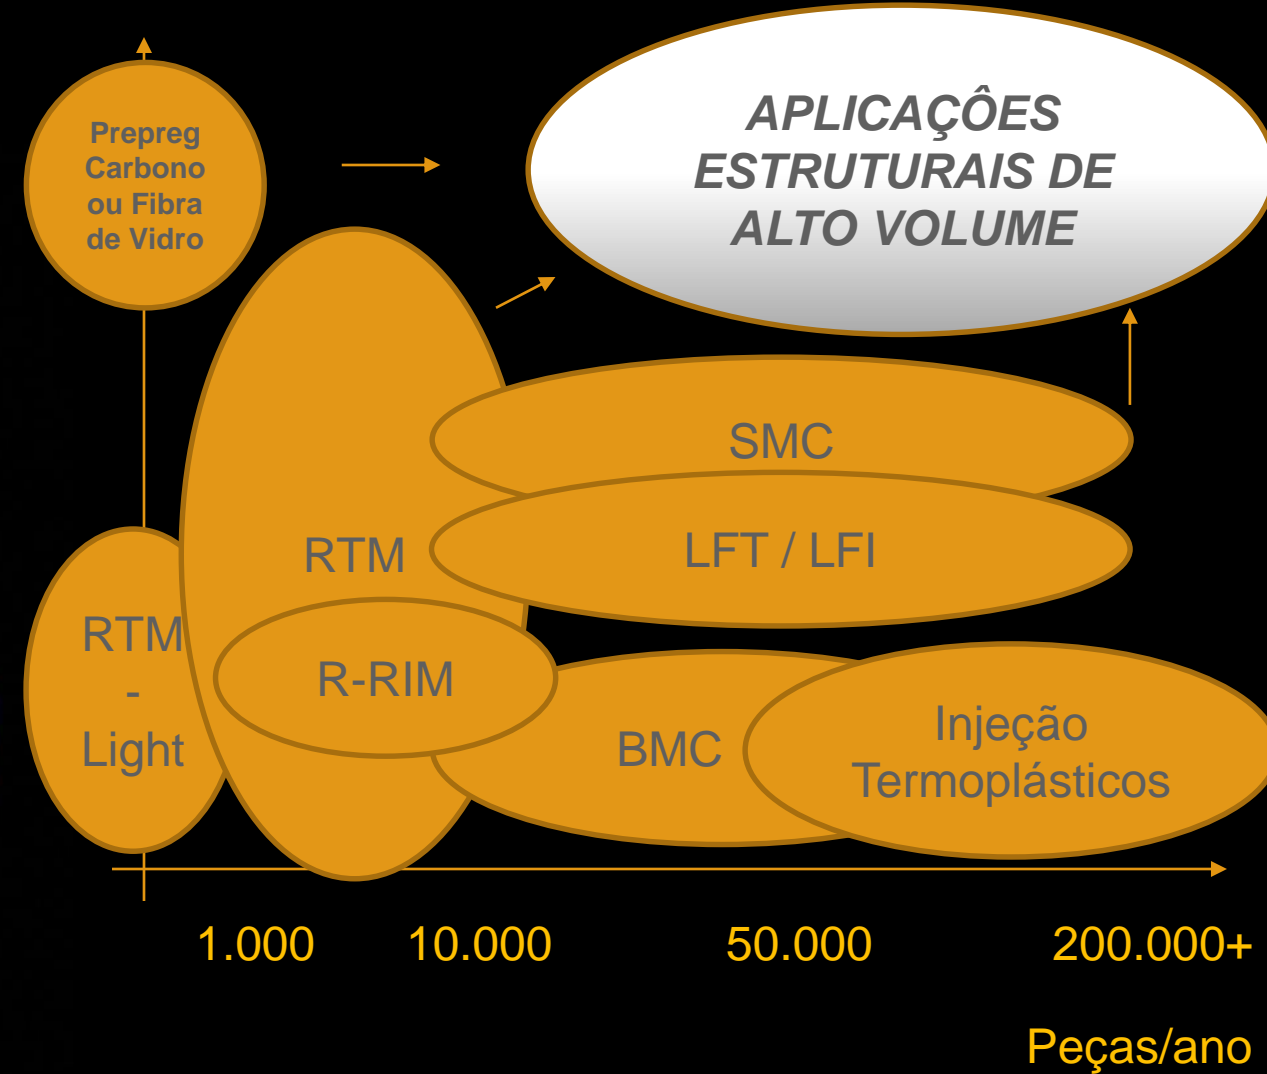 Prepreg
Carbono
ou Fibra
de Vidro
APLICAÇÔES
ESTRUTURAIS DE
ALTO VOLUME
SMC
RTM
LFT / LFI
RTM
-
Light
R-RIM
BMC
Injeção
Termoplásticos
1.000 10.000 50.000 200.000+
Peças/ano